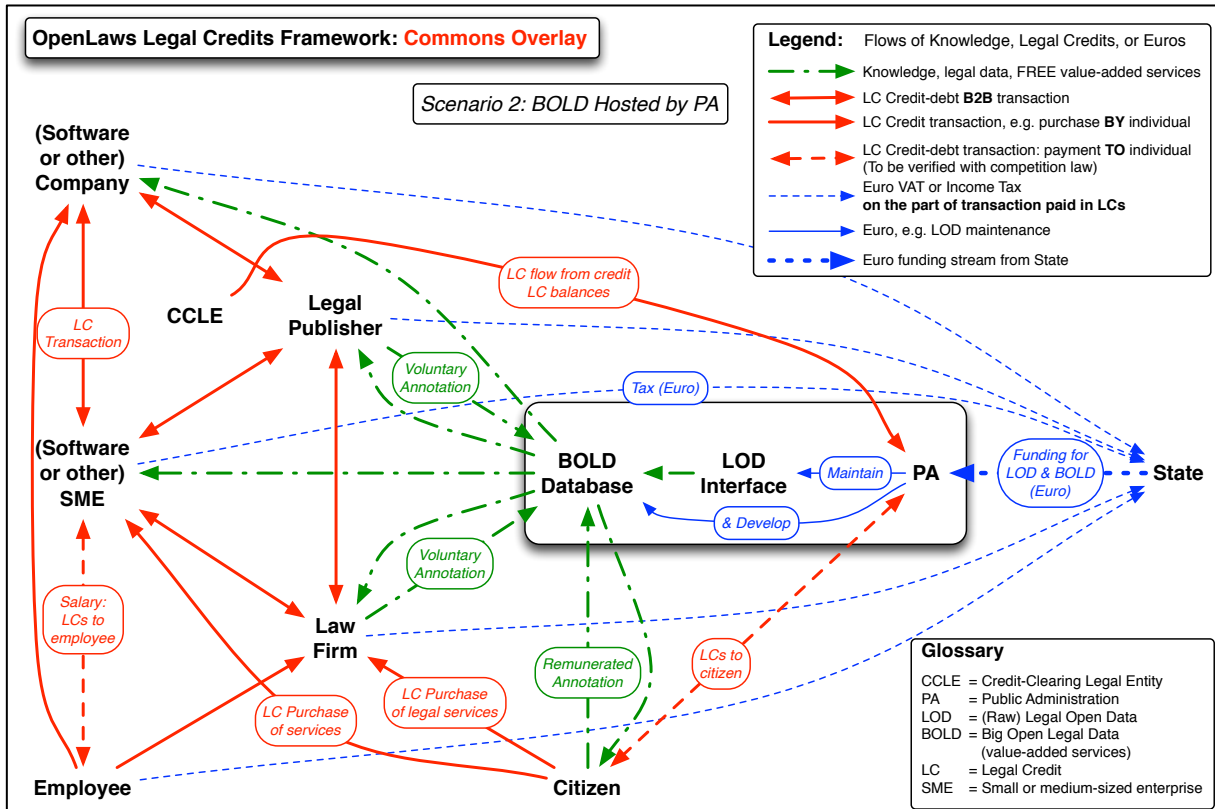 OpenLaws Legal Credits Framework: Commons Overlay
Scenario 2: BOLD Hosted by PA
Legend: Flows of Knowledge, Legal Credits, or Euros
Knowledge, legal data, FREE value-added services
LC Credit-debt B2B transaction
LC Credit transaction, e.g. purchase BY individual
LC Credit-debt transaction: payment TO individual
(To be verified with competition law)
Euro VAT or Income Tax
on the part of transaction paid in LCs
Euro, e.g. LOD maintenance
Euro funding stream from State
(Software
or other)
Company
LC flow from credit
LC balances
CCLE
Legal
Publisher
LC
Transaction
Voluntary
Annotation
Tax (Euro)
(Software
or other)
SME
BOLD
Database
LOD
Interface
Maintain
PA
Funding for
LOD & BOLD
(Euro)
State
& Develop
Voluntary
Annotation
Salary:
LCs to
employee
Law
Firm
Remunerated
Annotation
LCs to
citizen
LC Purchase
of services
LC Purchase
of legal services
Employee
Citizen
Glossary
CCLE = Credit-Clearing Legal Entity
PA = Public Administration
LOD = (Raw) Legal Open Data
BOLD = Big Open Legal Data
(value-added services)
LC = Legal Credit
SME = Small or medium-sized enterprise